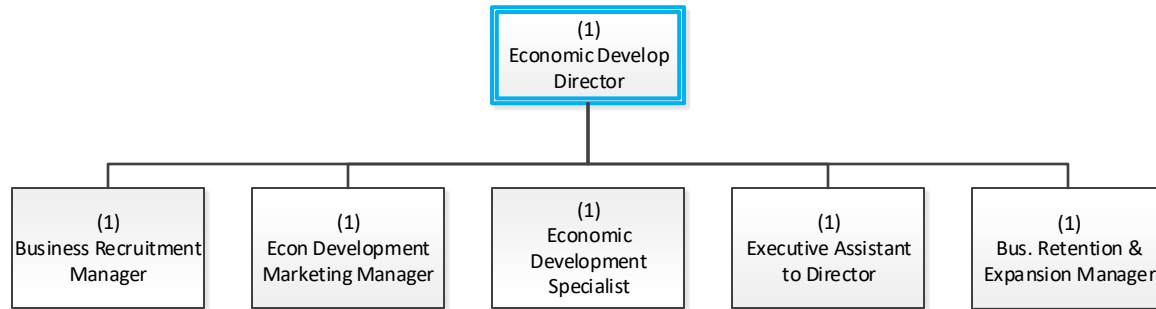 (1)
Economic Develop
Director
(1)
Business Recruitment
Manager
(1)
Econ Development
Marketing Manager
(1)
Economic
Development
Specialist
(1)
Executive Assistant
to Director
(1)
Bus. Retention &
Expansion Manager